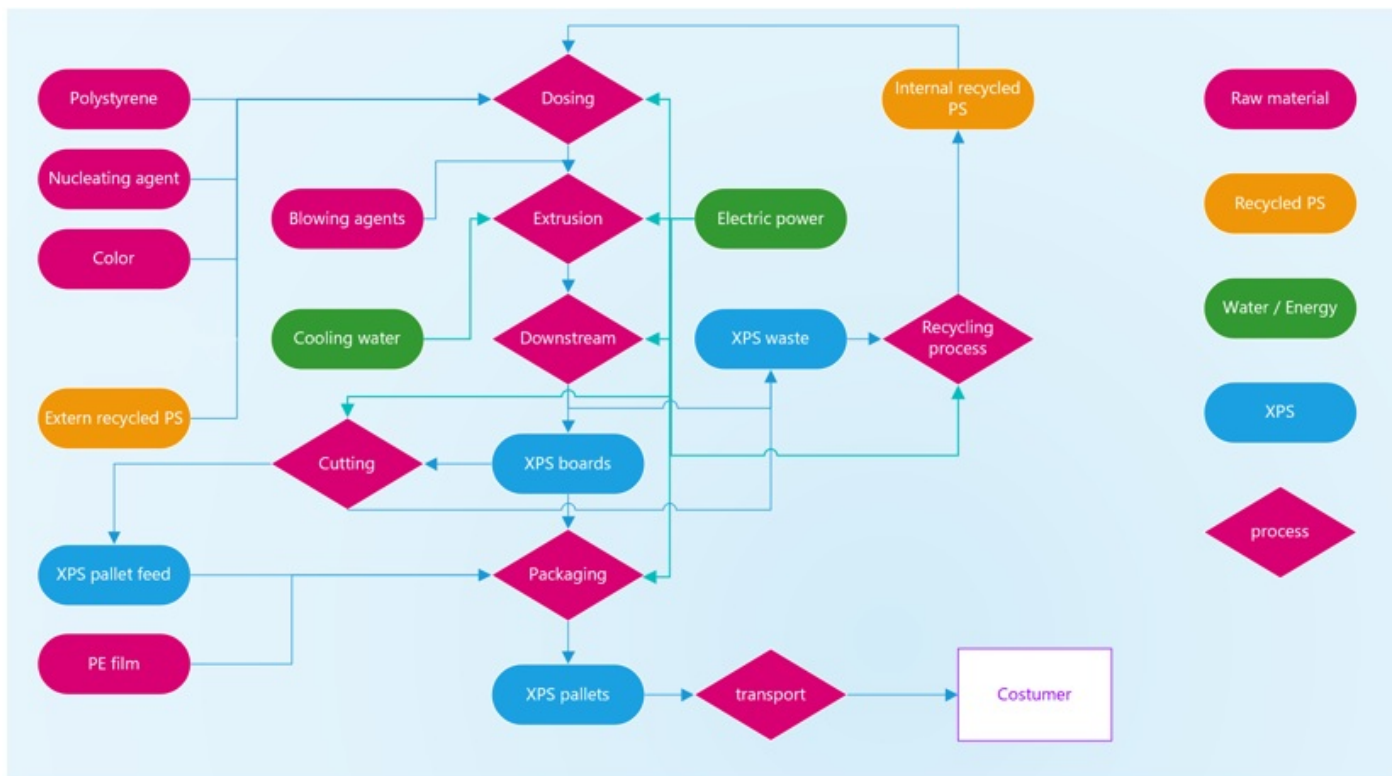 Polystyrene
Nucleating agent
Color
Extern recycled PS
Blowing agents
Cooling water
Dosing
Extrusion
Downstream
Electric power
XPS waste
Recycling
process
Internal recycled
PS
Cutting
XPS boards
XPS pallet feed
Packaging
PE film
XPS pallets
transport
Costumer
Raw material
Recycled PS
Water / Energy
XPS
process